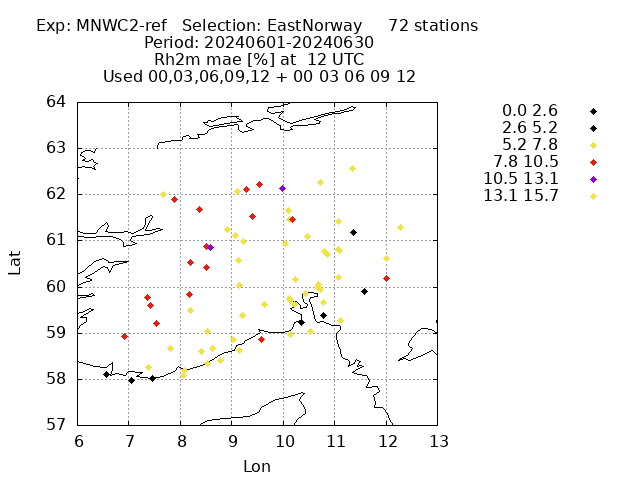 Exp: MNWC2-ref   Selection: EastNorway     72 stations
Period: 20240601-20240630
Rh2m mae [%] at  12 UTC
Used 00,03,06,09,12 + 00 03 06 09 12
0.0 2.6
2.6 5.2
5.2 7.8
7.8 10.5
10.5 13.1
13.1 15.7
64
63
62
61
60
59
58
57
Lat
6 7 8 9 10 11 12 13
Lon